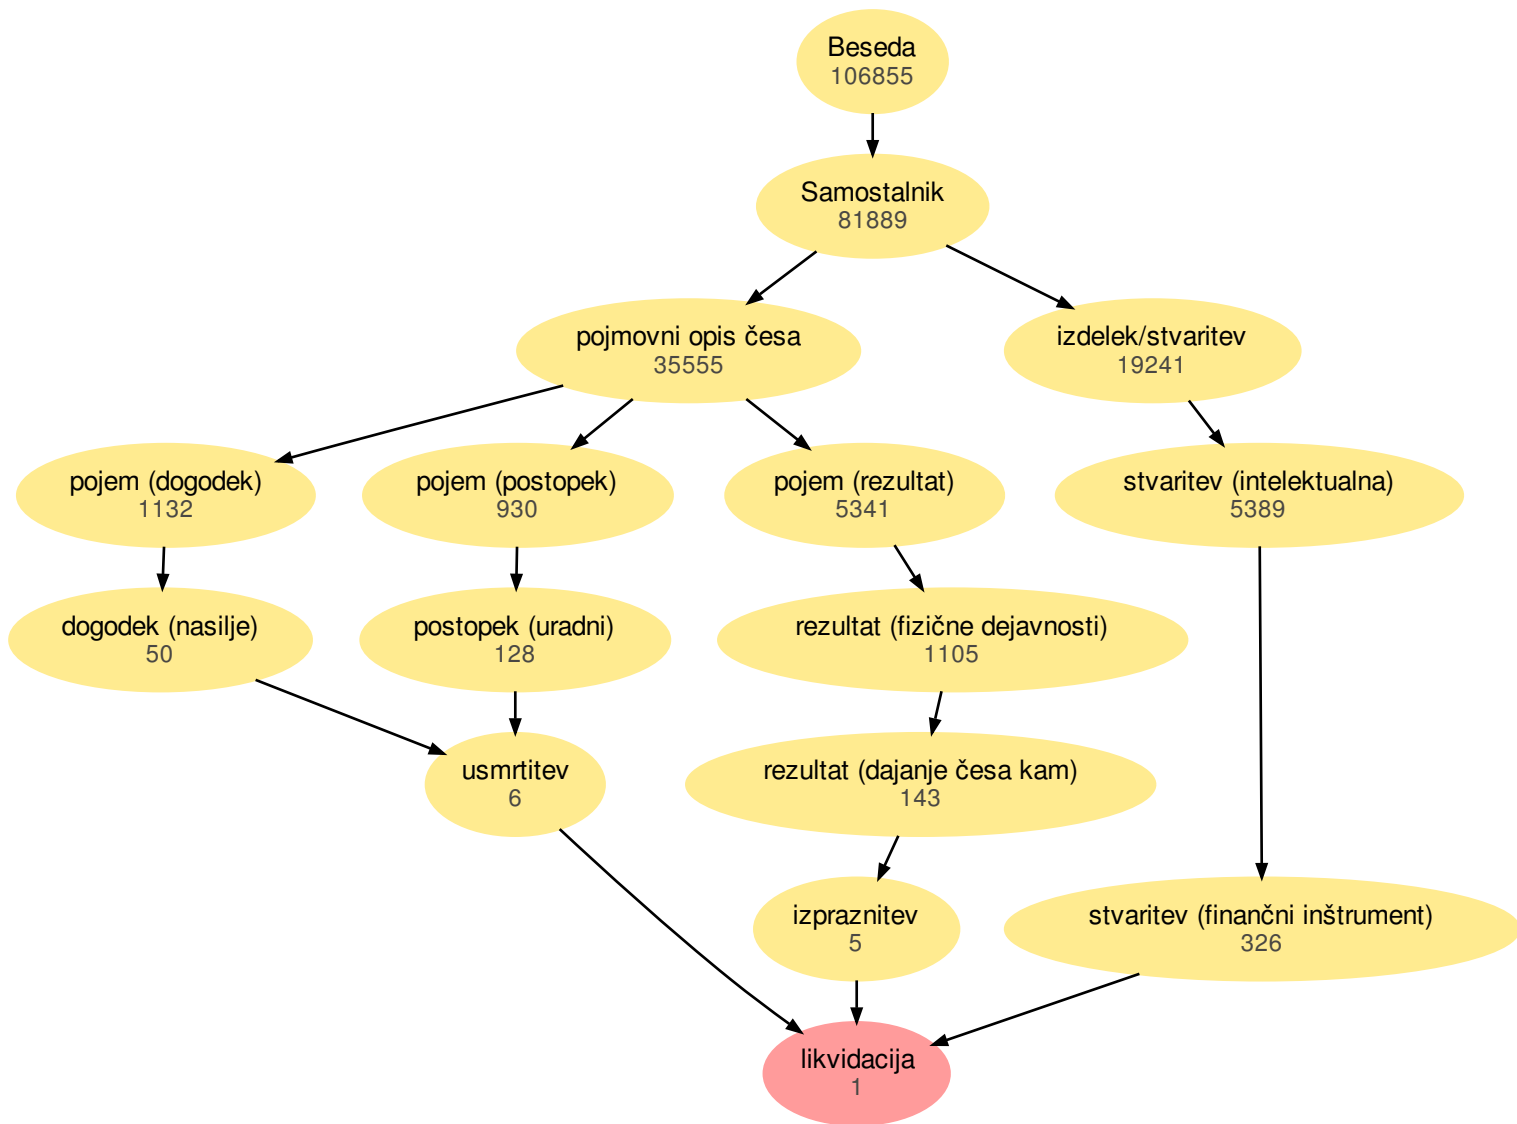 Beseda
106855
Samostalnik
81889
pojmovni opis česa
35555
izdelek/stvaritev
19241
pojem (dogodek)
1132
pojem (postopek)
930
pojem (rezultat)
5341
stvaritev (intelektualna)
5389
dogodek (nasilje)
50
postopek (uradni)
128
rezultat (fizične dejavnosti)
1105
usmrtitev
6
rezultat (dajanje česa kam)
143
izpraznitev
5
stvaritev (finančni inštrument)
326
likvidacija
1